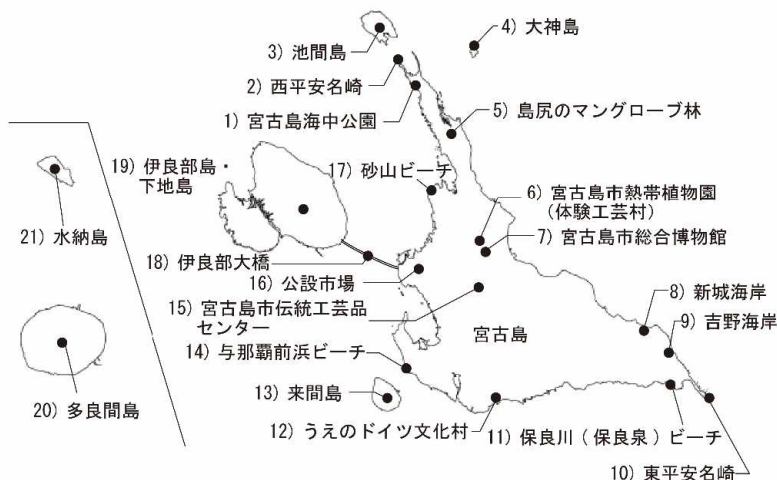 4）大神島
3）池間島
2）西平安名崎
1）宮古島海中公園
5）島尻のマングローブ林
19）伊良部島・
下地島
17）砂山ビーチ
6）宮古島市熱帯植物園
（体験工芸村）
7）宮古島市総合博物館
21）水納島
18）伊良部大橋
16）公設市場
15）宮古島市伝統工芸品
センター
8）新城海岸
宮古島
9）吉野海岸
14）与那覇前浜ビーチ
13）来間島
20）多良間島
12）うえのドイツ文化村
11）保良川（保良泉）ビーチ
10）東平安名崎